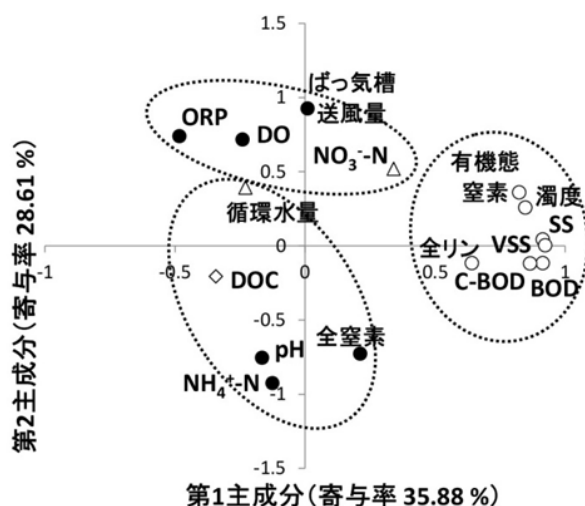 1.5
ばっ気槽
送風量
1
ORP
DO
NO₃⁻-N
0.5
有機態
窒素
濁度
SS
循環水量
全リン
VSS
0
-1
-0.5
0
0.5
1
DOC
C-BOD
BOD
-0.5
pH
全窒素
NH₄⁺-N
-1
-1.5
第2主成分(寄与率 28.61 %)
第1主成分(寄与率 35.88 %)